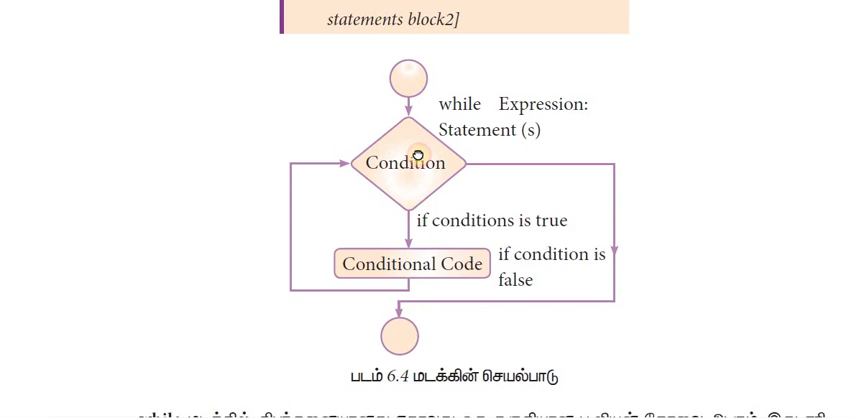 statements block2]
while Expression:
Statement (s)
Condition
if conditions is true
Conditional Code
if condition is
false
படம் 6.4 மடக்கின் செயல்பாடு